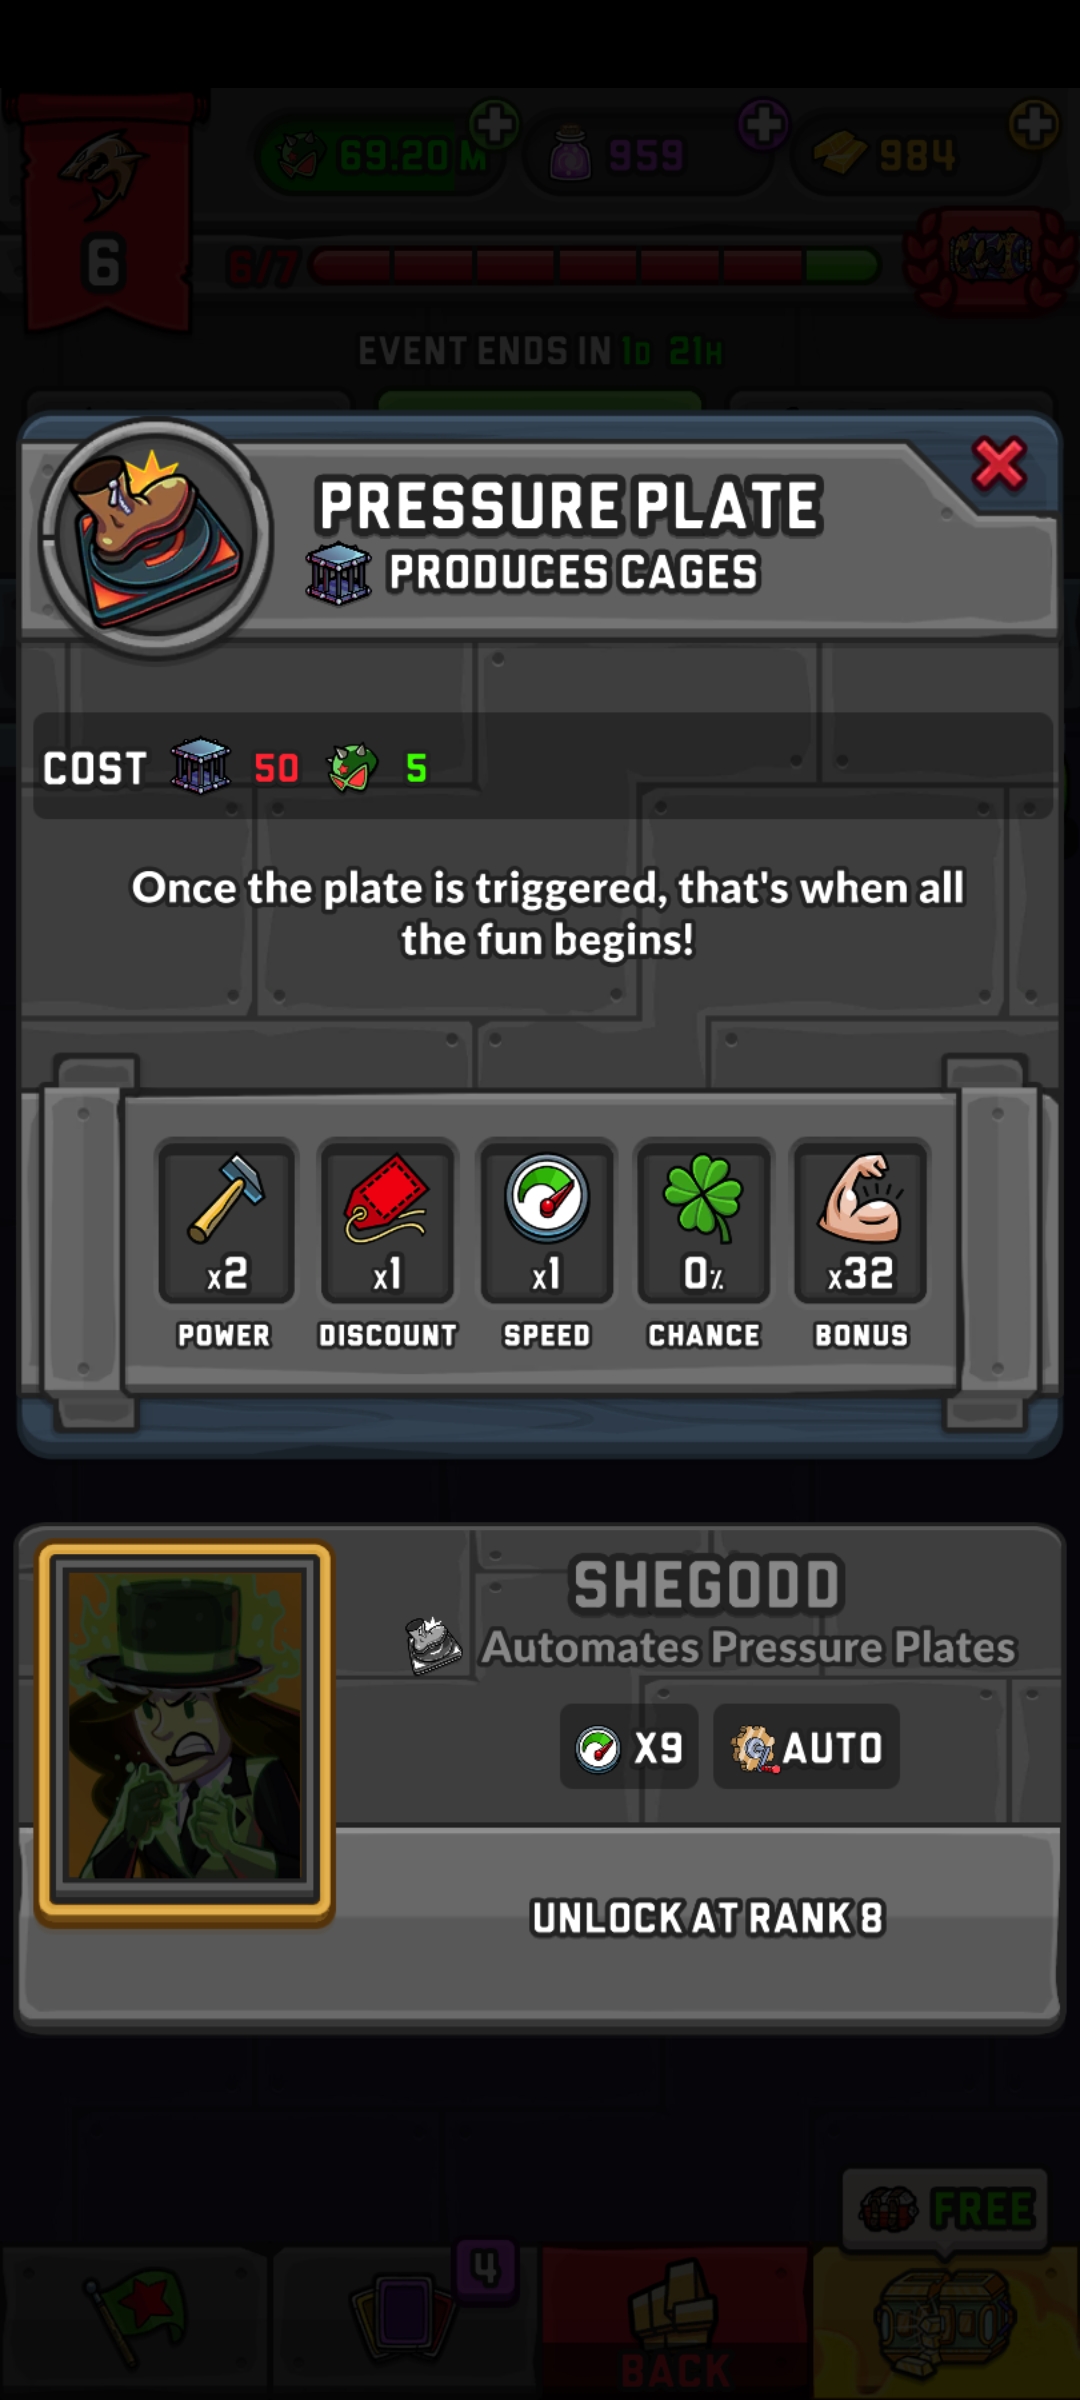 69.20 M
959
984
6
6/7
EVENT ENDS IN 1D 21H
PRESSURE PLATE
PRODUCES CAGES
COST 50 5
Once the plate is triggered, that's when all
the fun begins!
x2
x1
x1
0%
x32
POWER
DISCOUNT
SPEED
CHANCE
BONUS
SHEGODD
Automates Pressure Plates
X9
AUTO
UNLOCK AT RANK 8
FREE
4
BACK